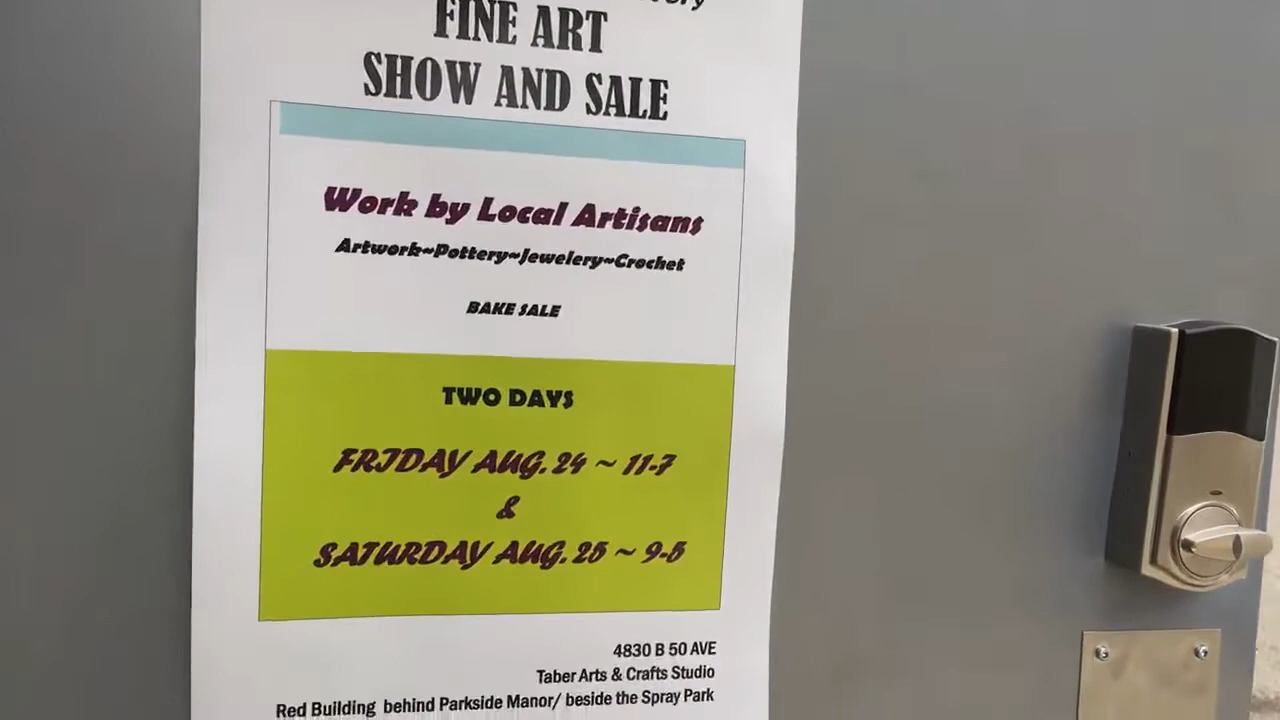 FINE ART
SHOW AND SALE
Work by Local Artisans
Artwork~Pottery~Jewelery~Crochet
BAKE SALE
TWO DAYS
FRIDAY AUG. 24 ~ 11-7
&
SATURDAY AUG. 25 ~ 9-5
4830 B 50 AVE
Taber Arts & Crafts Studio
Red Building behind Parkside Manor/ beside the Spray Park